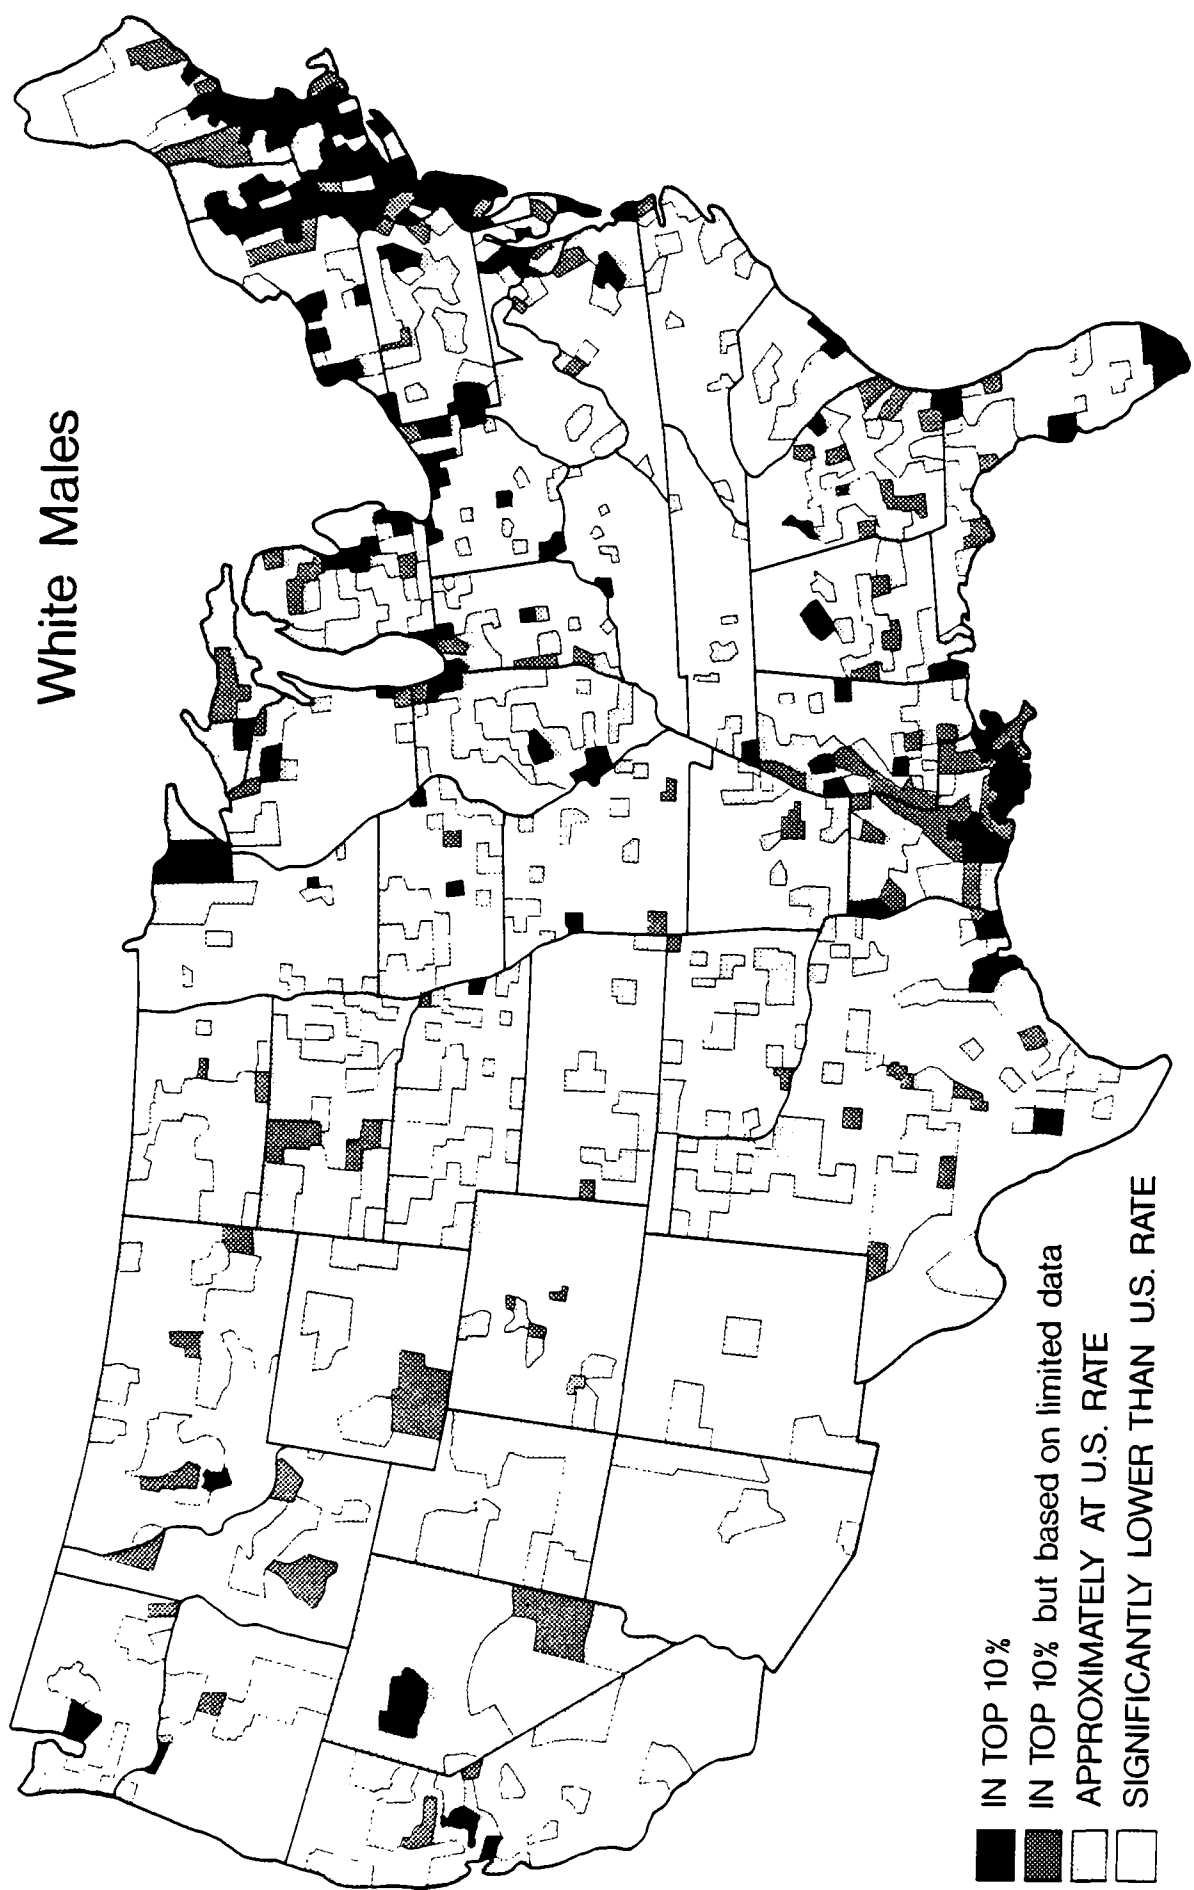 White Males
IN TOP 10%
IN TOP 10% but based on limited data
APPROXIMATELY AT U.S. RATE
SIGNIFICANTLY LOWER THAN U.S. RATE